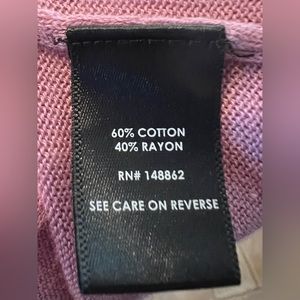 60% COTTON
40% RAYON
RN# 148862
SEE CARE ON REVERSE